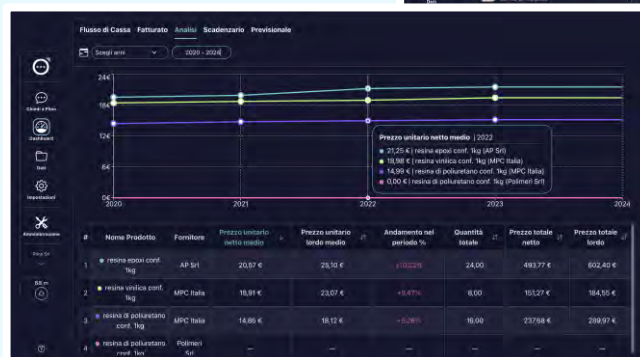 Flusso di Cassa Fatturato Analisi Scadenzario Previsionale
Scegli anni
2020 - 2024
24€
18€
12€
6€
0€
2020 2021 2022 2023 2024
Prezzo unitario netto medio | 2022
21,25 € | resina epoxi conf. 1kg (AP Srl)
18,98 € | resina vinilica conf. 1kg (MPC Italia)
14,99 € | resina di poliuretano conf. 1kg (MPC Italia)
0,00 € | resina di poliuretano conf. 1kg (Polimeri Srl)
Chiedi a Plan
Dashboard
Dati
Impostazioni
Amministrazione
# Nome Prodotto Fornitore Prezzo unitario netto medio Prezzo unitario lordo medio Andamento nel periodo % Quantità totale Prezzo totale netto Prezzo totale lordo
1 resina epoxi conf. 1kg AP Srl 20,57 € 25,10 € 24,00 493,77 € 602,40 €
2 resina vinilica conf. 1kg MPC Italia 18,91 € 23,07 € +9,47% 8,00 151,27 € 184,55 €
3 resina di poliuretano conf. 1kg MPC Italia 14,85 € 18,12 € 16,00 237,68 € 289,97 €
4 resina di poliuretano conf. 1kg Polimeri Srl — — — — — —